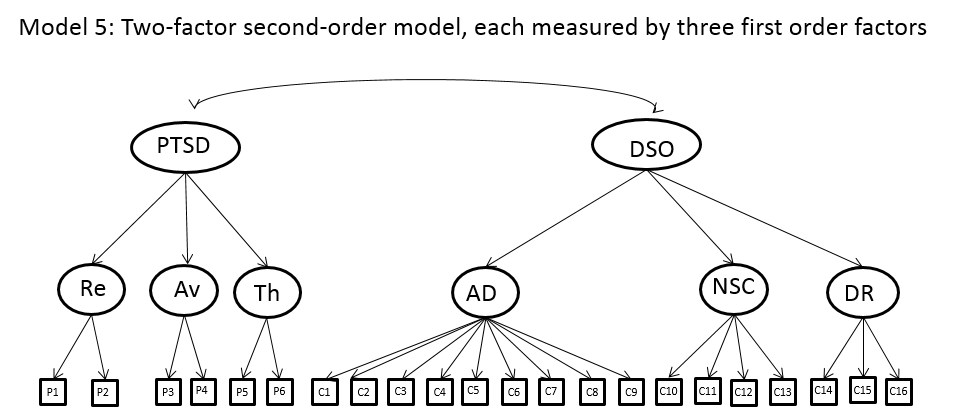 Model 5: Two-factor second-order model, each measured by three first order factors
PTSD
DSO
Re
Av
Th
AD
NSC
DR
P1
P2
P3
P4
P5
P6
C1
C2
C3
C4
C5
C6
C7
C8
C9
C10
C11
C12
C13
C14
C15
C16